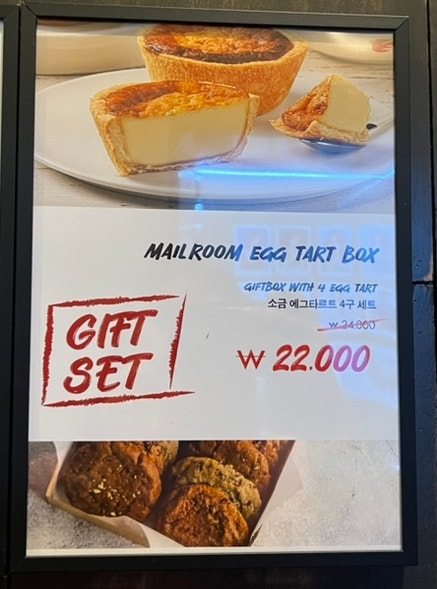 MAILROOM EGG TART BOX
GIFTBOX WITH 4 EGG TART
소금 에그타르트 4구 세트
₩ 24.000
GIFT
SET
₩ 22.000